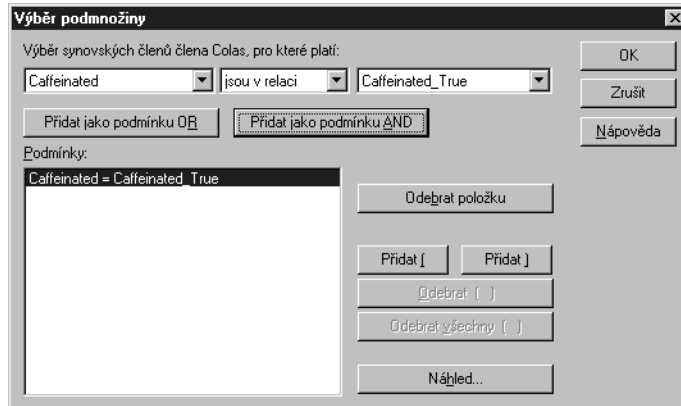 Výběr podmnožiny
Výběr synovských členů člena Colas, pro které platí:
Caffeinated
jsou v relaci
Caffeinated_True
OK
Zrušit
Nápověda
Přidat jako podmínku OR
Přidat jako podmínku AND
Podmínky:
Caffeinated = Caffeinated_True
Odebrat položku
Přidat (
Přidat )
Odebrat ( )
Odebrat všechny ( )
Náhled...